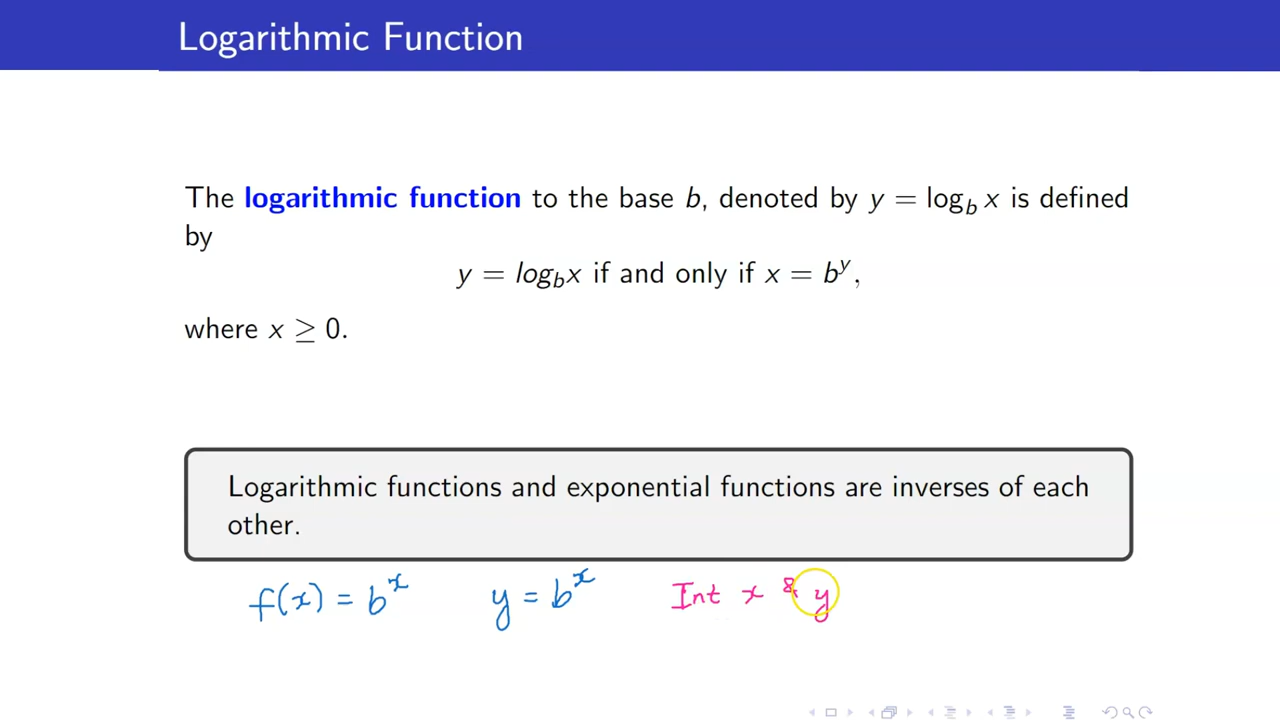 Logarithmic Function
The logarithmic function to the base b, denoted by y = log_b x is defined
by
y = log_b x if and only if x = b^y,
where x ≥ 0.
Logarithmic functions and exponential functions are inverses of each
other.
f(x) = b^x y = b^x Int x & y